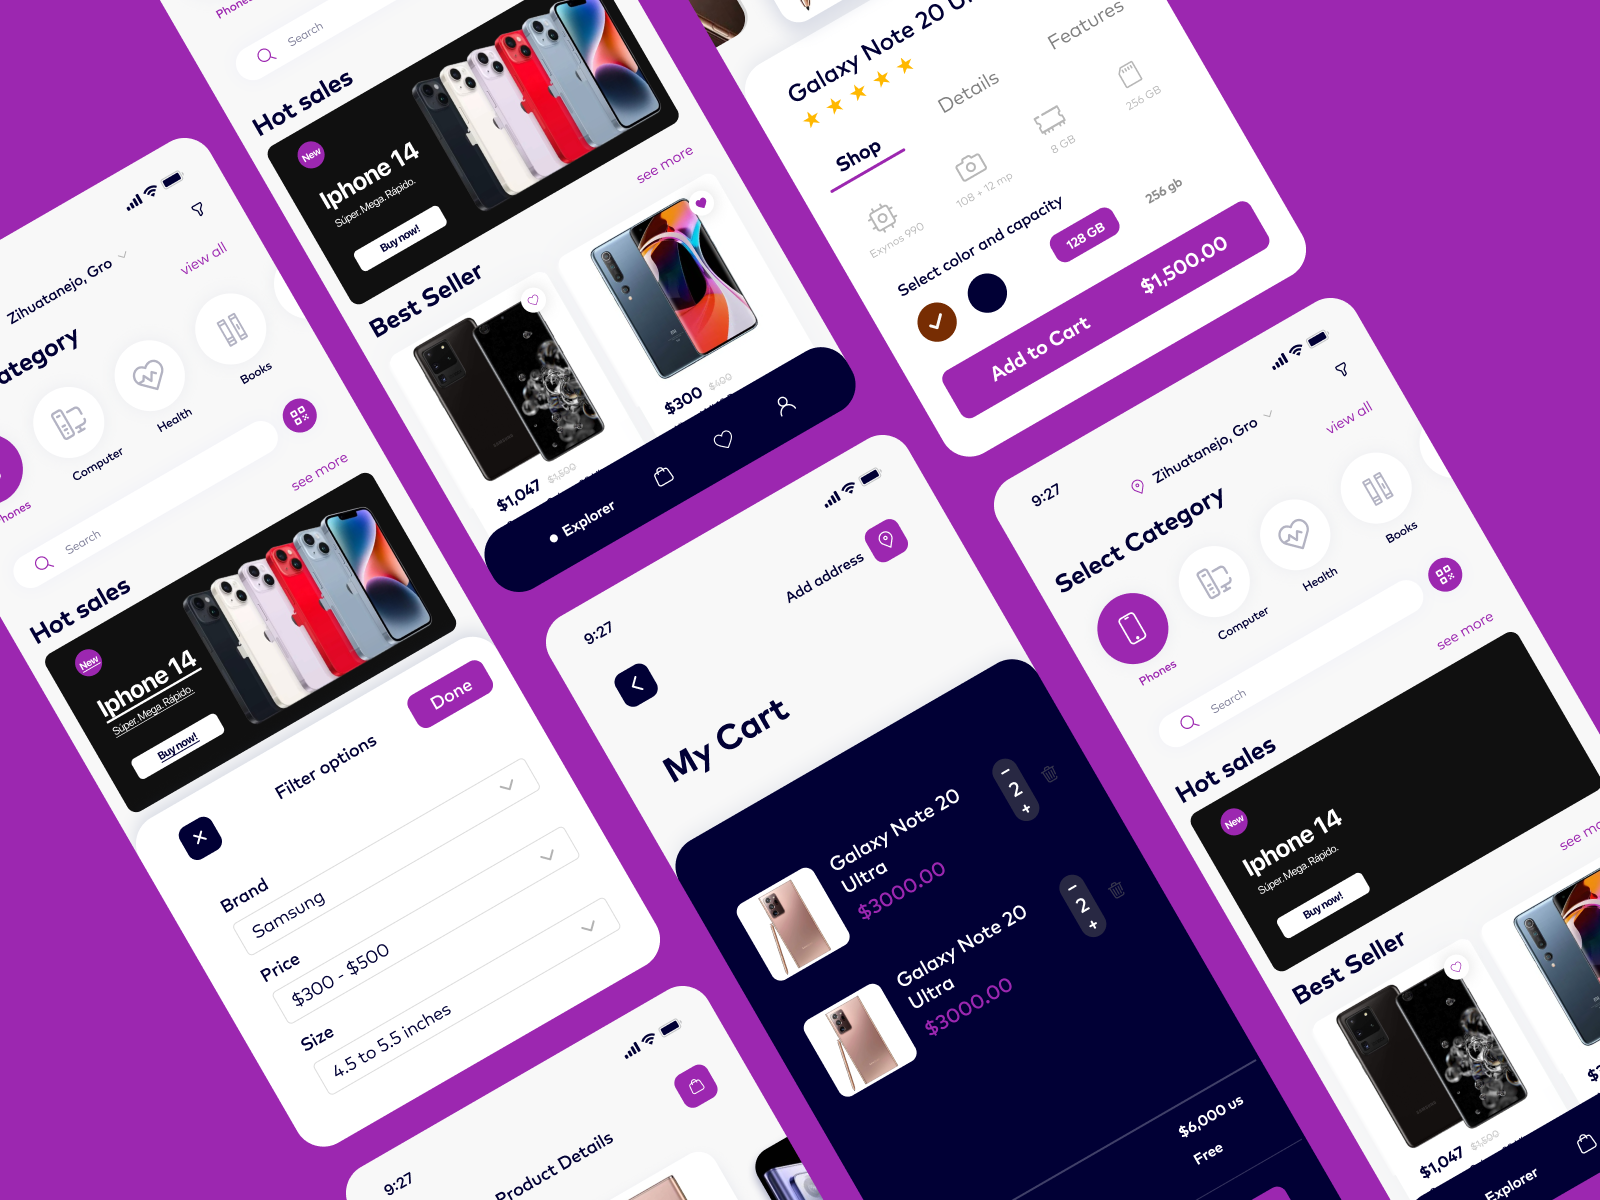 Phones
Search
Hot sales
New
Iphone 14
Súper. Mega. Rápido.
Buy now!
see more
Best Seller
$1,047 $1,500
$300 $400
Explorer
Galaxy Note 20
Shop
Details
Features
Exynos 990
108 + 12 mp
8 GB
256 GB
Select color and capacity
128 GB
256 gb
Add to Cart
$1,500.00
Zihuatanejo, Gro
view all
Computer
Health
Books
Search
see more
Hot sales
New
Iphone 14
Súper. Mega. Rápido.
Buy now!
Filter options
Done
Brand
Samsung
Price
$300 - $500
Size
4.5 to 5.5 inches
9:27
Product Details
9:27
Add address
My Cart
Galaxy Note 20
Ultra
$3000.00
2
Galaxy Note 20
Ultra
$3000.00
2
$6,000 us
Free
9:27
Zihuatanejo, Gro
Select Category
view all
Phones
Computer
Health
Books
Search
Hot sales
see more
New
Iphone 14
Súper. Mega. Rápido.
Buy now!
Best Seller
see
$1,047 $1,500
Explorer